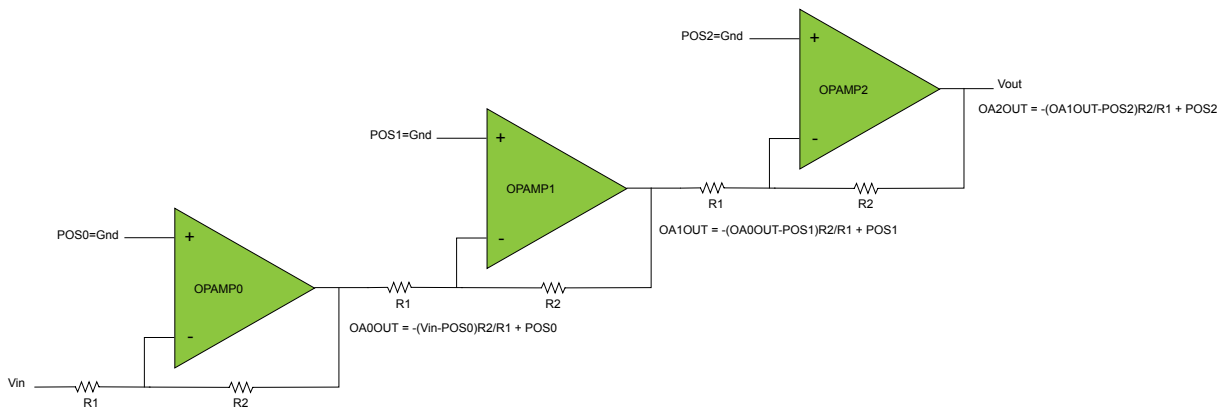 POS2=Gnd
+
OPAMP2
-
Vout
OA2OUT = -(OA1OUT-POS2)R2/R1 + POS2
R1
R2
POS1=Gnd
+
OPAMP1
-
OA1OUT = -(OA0OUT-POS1)R2/R1 + POS1
R1
R2
POS0=Gnd
+
OPAMP0
-
OA0OUT = -(Vin-POS0)R2/R1 + POS0
Vin
R1
R2